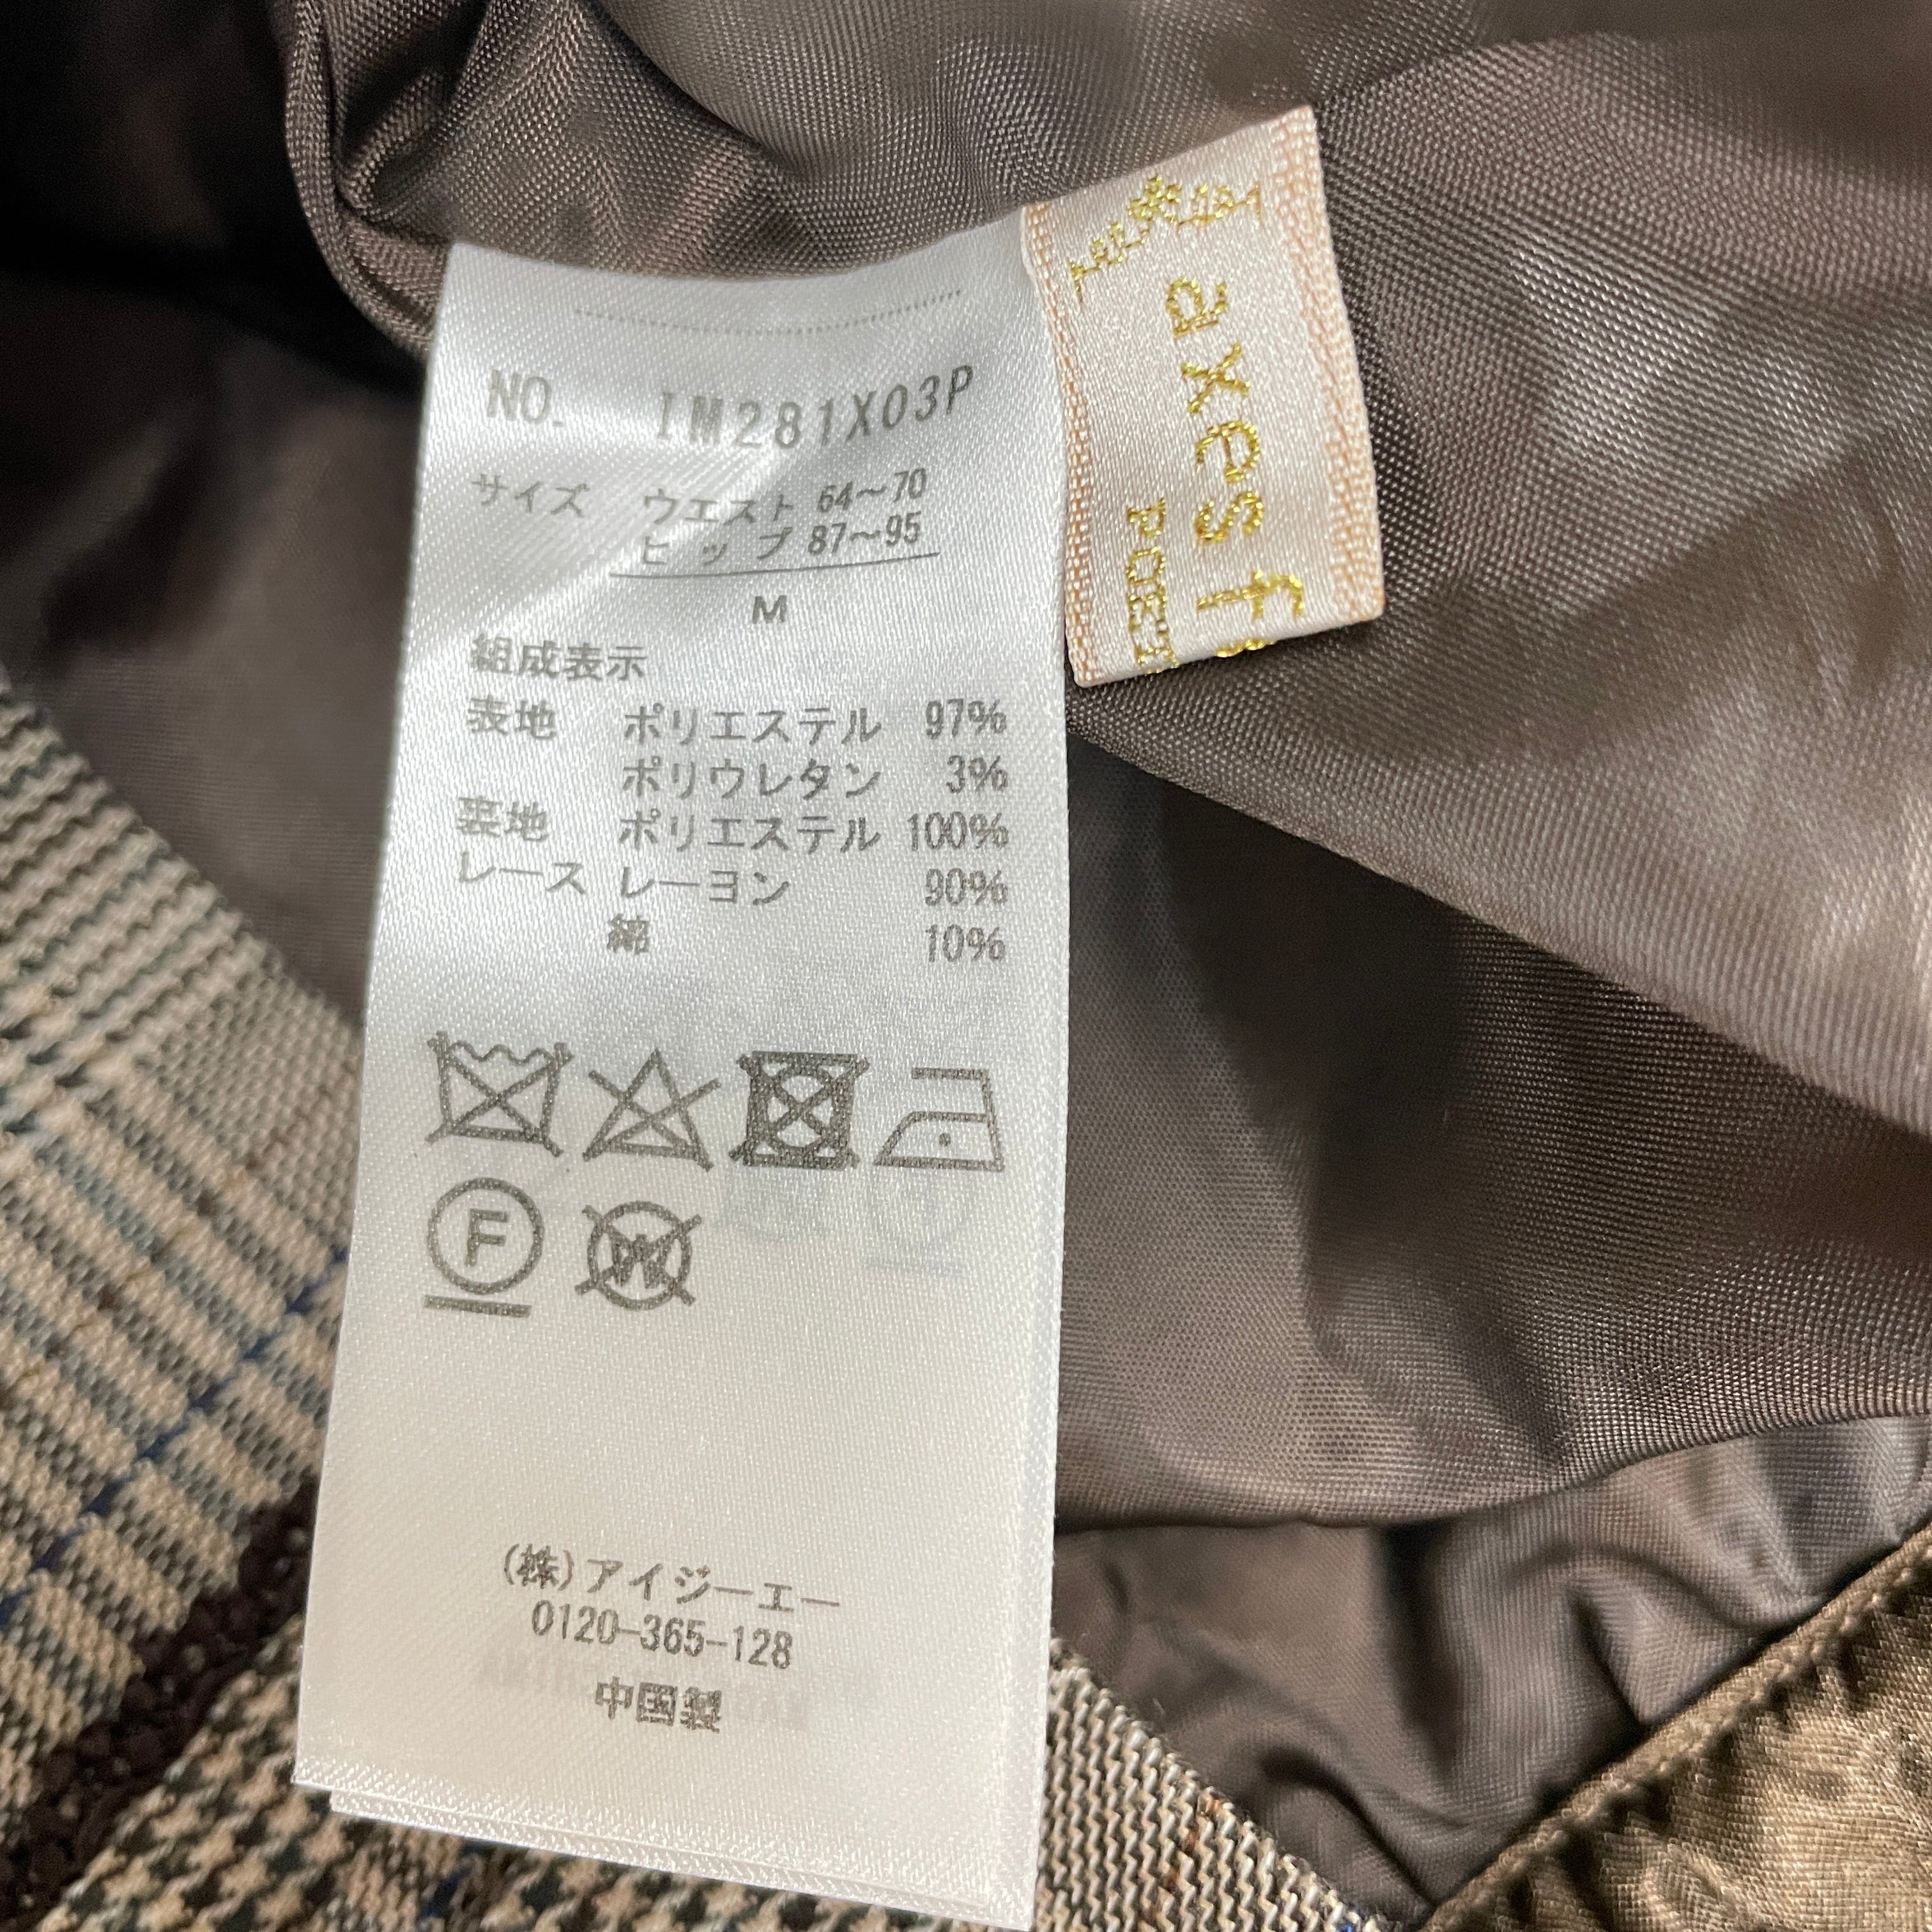 NO. IM281X03P
サイズ ウエスト 64~70
ヒップ 87~95
M
組成表示
表地 ポリエステル 97%
ポリウレタン 3%
裏地 ポリエステル 100%
レース レーヨン 90%
綿 10%
F
W
(株)アイジーエー
0120-365-128
中国製
axes f
POET